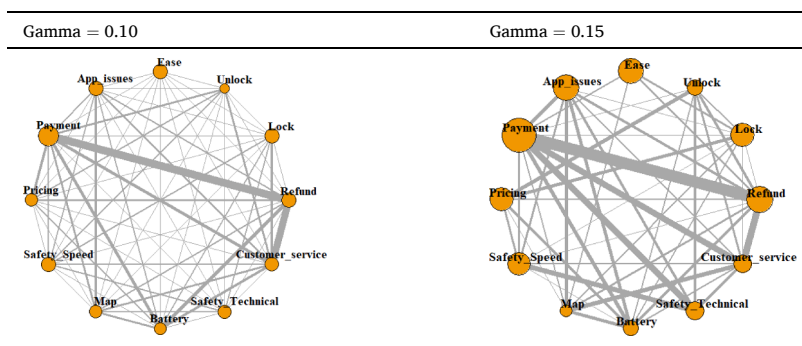 Gamma = 0.10
Gamma = 0.15
Ease
App_issues
Unlock
Payment
Lock
Pricing
Refund
Safety_Speed
Customer_service
Map
Safety_Technical
Battery
Ease
App_issues
Unlock
Payment
Lock
Pricing
Refund
Safety_Speed
Customer_service
Map
Safety_Technical
Battery